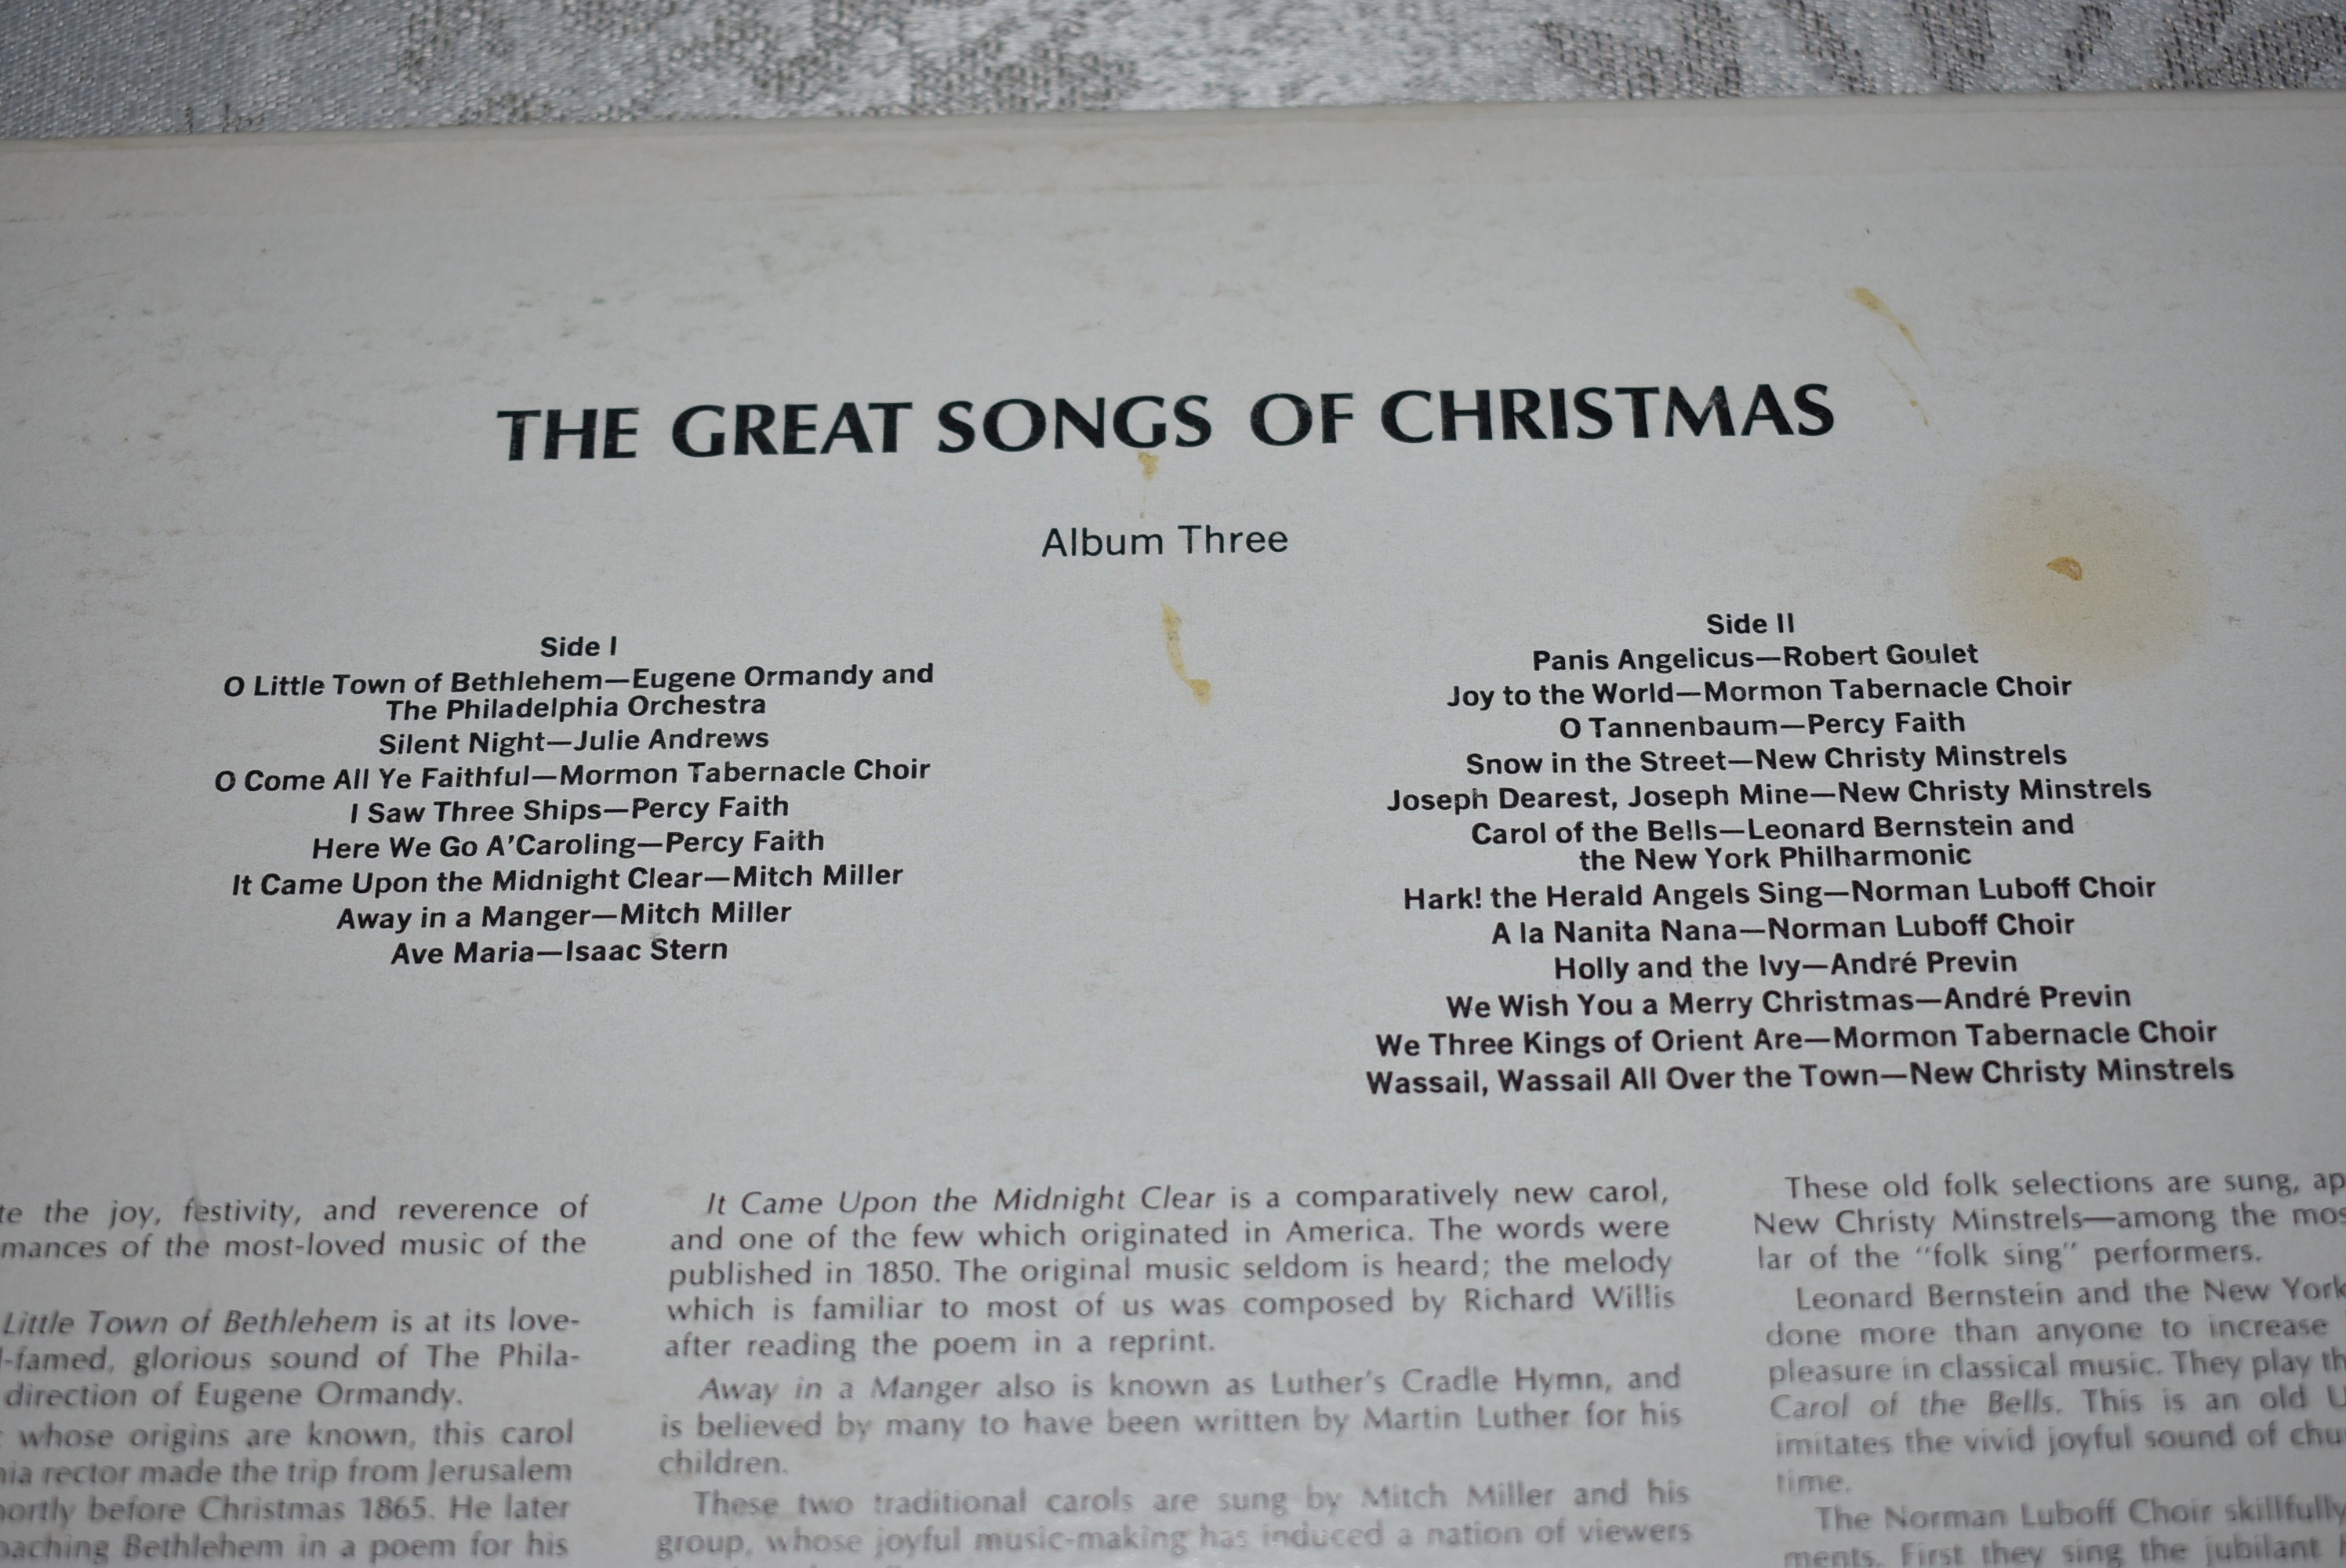 THE GREAT SONGS OF CHRISTMAS
Album Three
Side I
O Little Town of Bethlehem—Eugene Ormandy and
The Philadelphia Orchestra
Silent Night—Julie Andrews
O Come All Ye Faithful—Mormon Tabernacle Choir
I Saw Three Ships—Percy Faith
Here We Go A'Caroling—Percy Faith
It Came Upon the Midnight Clear—Mitch Miller
Away in a Manger—Mitch Miller
Ave Maria—Isaac Stern
Side II
Panis Angelicus—Robert Goulet
Joy to the World—Mormon Tabernacle Choir
O Tannenbaum—Percy Faith
Snow in the Street—New Christy Minstrels
Joseph Dearest, Joseph Mine—New Christy Minstrels
Carol of the Bells—Leonard Bernstein and
the New York Philharmonic
Hark! the Herald Angels Sing—Norman Luboff Choir
A la Nanita Nana—Norman Luboff Choir
Holly and the Ivy—André Previn
We Wish You a Merry Christmas—André Previn
We Three Kings of Orient Are—Mormon Tabernacle Choir
Wassail, Wassail All Over the Town—New Christy Minstrels
the joy, festivity, and reverence of
of the most-loved music of the
Little Town of Bethlehem is at its love-
-famed, glorious sound of The Phila-
direction of Eugene Ormandy.
whose origins are known, this carol
rector made the trip from Jerusalem
before Christmas 1865. He later
Bethlehem in a poem for his
It Came Upon the Midnight Clear is a comparatively new carol,
and one of the few which originated in America. The words were
published in 1850. The original music seldom is heard; the melody
which is familiar to most of us was composed by Richard Willis
after reading the poem in a reprint.
Away in a Manger also is known as Luther's Cradle Hymn, and
is believed by many to have been written by Martin Luther for his
children.
These two traditional carols are sung by Mitch Miller and his
group, whose joyful music-making has induced a nation of viewers
These old folk selections are sung, ap
New Christy Minstrels—among the mos
lar of the "folk sing" performers.
Leonard Bernstein and the New York
done more than anyone to increase
pleasure in classical music. They play th
Carol of the Bells. This is an old U
imitates the vivid joyful sound of chu
time.
The Norman Luboff Choir skillfully
ments. First they sing the jubilant